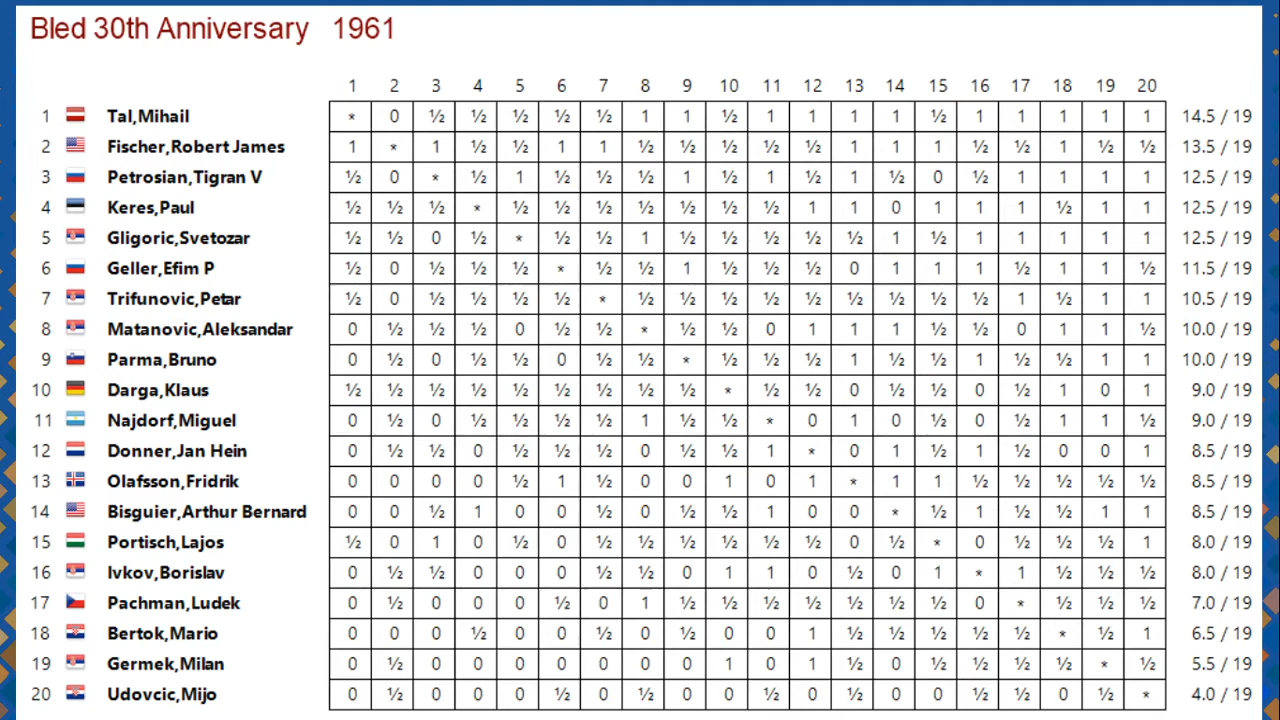 Bled 30th Anniversary 1961
1 2 3 4 5 6 7 8 9 10 11 12 13 14 15 16 17 18 19 20
1 Tal,Mihail * 0 ½ ½ ½ ½ ½ 1 1 ½ 1 1 1 1 ½ 1 1 1 1 1 14.5 / 19
2 Fischer,Robert James 1 * 1 ½ ½ 1 1 ½ ½ ½ ½ ½ 1 1 1 ½ ½ 1 ½ ½ 13.5 / 19
3 Petrosian,Tigran V ½ 0 * ½ 1 ½ ½ ½ 1 ½ 1 ½ 1 ½ 0 ½ 1 1 1 1 12.5 / 19
4 Keres,Paul ½ ½ ½ * ½ ½ ½ ½ ½ ½ ½ 1 1 0 1 1 1 ½ 1 1 12.5 / 19
5 Gligoric,Svetozar ½ ½ 0 ½ * ½ ½ 1 ½ ½ ½ ½ ½ 1 ½ 1 1 1 1 1 12.5 / 19
6 Geller,Efim P ½ 0 ½ ½ ½ * ½ ½ 1 ½ ½ ½ 0 1 1 1 ½ 1 1 ½ 11.5 / 19
7 Trifunovic,Petar ½ 0 ½ ½ ½ ½ * ½ ½ ½ ½ ½ ½ ½ ½ ½ 1 ½ 1 1 10.5 / 19
8 Matanovic,Aleksandar 0 ½ ½ ½ 0 ½ ½ * ½ ½ 0 1 1 1 ½ ½ 0 1 1 ½ 10.0 / 19
9 Parma,Bruno 0 ½ 0 ½ ½ 0 ½ ½ * ½ ½ ½ 1 ½ ½ 1 ½ ½ 1 1 10.0 / 19
10 Darga,Klaus ½ ½ ½ ½ ½ ½ ½ ½ ½ * ½ ½ 0 ½ ½ 0 ½ 1 0 1 9.0 / 19
11 Najdorf,Miguel 0 ½ 0 ½ ½ ½ ½ 1 ½ ½ * 0 1 0 ½ 0 ½ 1 1 ½ 9.0 / 19
12 Donner,Jan Hein 0 ½ ½ 0 ½ ½ ½ 0 ½ ½ 1 * 0 1 ½ 1 ½ 0 0 1 8.5 / 19
13 Olafsson,Fridrik 0 0 0 0 ½ 1 ½ 0 0 1 0 1 * 1 1 ½ ½ ½ ½ ½ 8.5 / 19
14 Bisguier,Arthur Bernard 0 0 ½ 1 0 0 ½ 0 ½ ½ 1 0 0 * ½ 1 ½ ½ 1 1 8.5 / 19
15 Portisch,Lajos ½ 0 1 0 ½ 0 ½ ½ ½ ½ ½ ½ 0 ½ * 0 ½ ½ ½ 1 8.0 / 19
16 Ivkov,Borislav 0 ½ ½ 0 0 0 ½ ½ 0 1 1 0 ½ 0 1 * 1 ½ ½ ½ 8.0 / 19
17 Pachman,Ludek 0 ½ 0 0 0 ½ 0 1 ½ ½ ½ ½ ½ ½ ½ 0 * ½ ½ ½ 7.0 / 19
18 Bertok,Mario 0 0 0 ½ 0 0 ½ 0 ½ 0 0 1 ½ ½ ½ ½ ½ * ½ 1 6.5 / 19
19 Germek,Milan 0 ½ 0 0 0 0 0 0 0 1 0 1 ½ 0 ½ ½ ½ ½ * ½ 5.5 / 19
20 Udovcic,Mijo 0 ½ 0 0 0 ½ 0 ½ 0 0 ½ 0 ½ 0 0 ½ ½ 0 ½ * 4.0 / 19